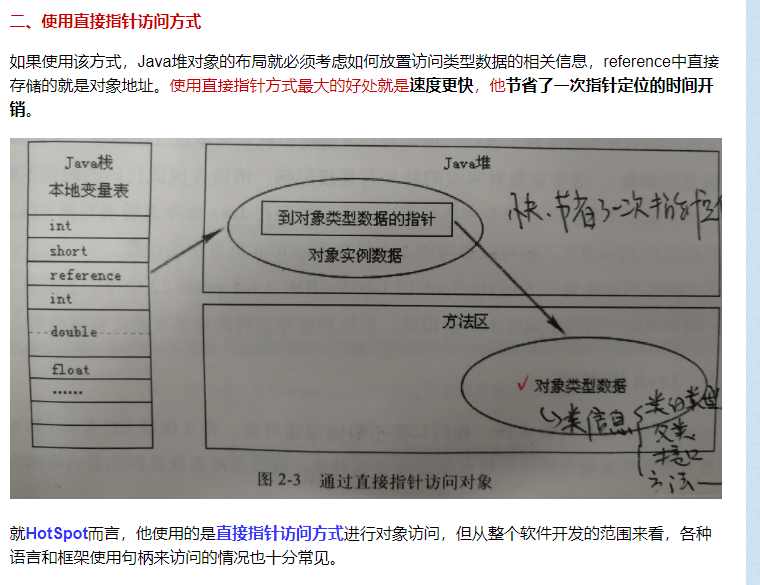 二、使用直接指针访问方式
如果使用该方式，Java堆对象的布局就必须考虑如何放置访问类型数据的相关信息，reference中直接
存储的就是对象地址。使用直接指针方式最大的好处就是速度更快，他节省了一次指针定位的时间开
销。
Java栈
本地变量表
int
short
reference
int
double
float
……
Java堆
到对象类型数据的指针
对象实例数据
快、节省了一次指针定位
方法区
对象类型数据
类信息
类的类型
父类
接口
方法
图 2-3 通过直接指针访问对象
就HotSpot而言，他使用的是直接指针访问方式进行对象访问，但从整个软件开发的范围来看，各种
语言和框架使用句柄来访问的情况也十分常见。